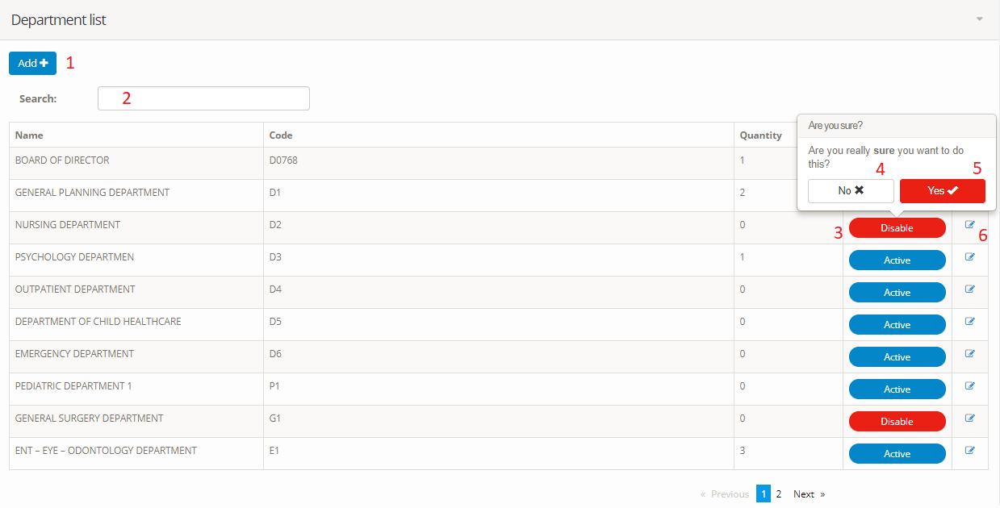 Department list
Add 1
Search: 2
Name Code Quantity
Are you sure?
Are you really sure you want to do
this?
4 5
No Yes
BOARD OF DIRECTOR D0768 1
GENERAL PLANNING DEPARTMENT D1 2
NURSING DEPARTMENT D2 0 3 Disable 6
PSYCHOLOGY DEPARTMEN D3 1 Active
OUTPATIENT DEPARTMENT D4 0 Active
DEPARTMENT OF CHILD HEALTHCARE D5 0 Active
EMERGENCY DEPARTMENT D6 0 Active
PEDIATRIC DEPARTMENT 1 P1 0 Active
GENERAL SURGERY DEPARTMENT G1 0 Disable
ENT – EYE – ODONTOLOGY DEPARTMENT E1 3 Active
« Previous 1 2 Next »